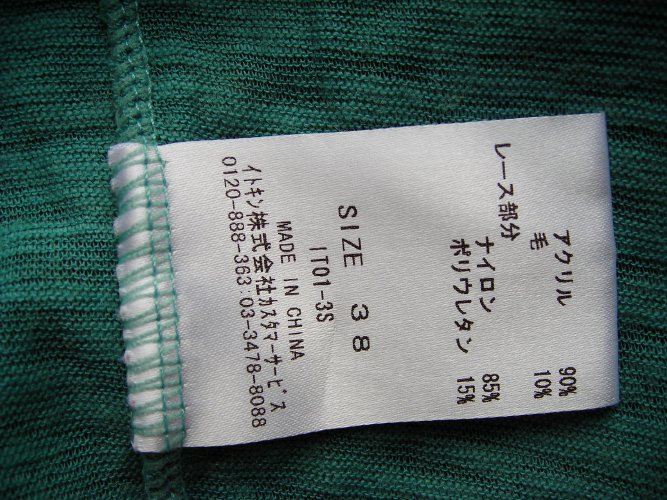 アクリル 90%
毛 10%
レース部分
ナイロン 85%
ポリウレタン 15%
SIZE 38
IT01-3S
MADE IN CHINA
イトキン株式会社カスタマーサービス
0120-888-363:03-3478-8088